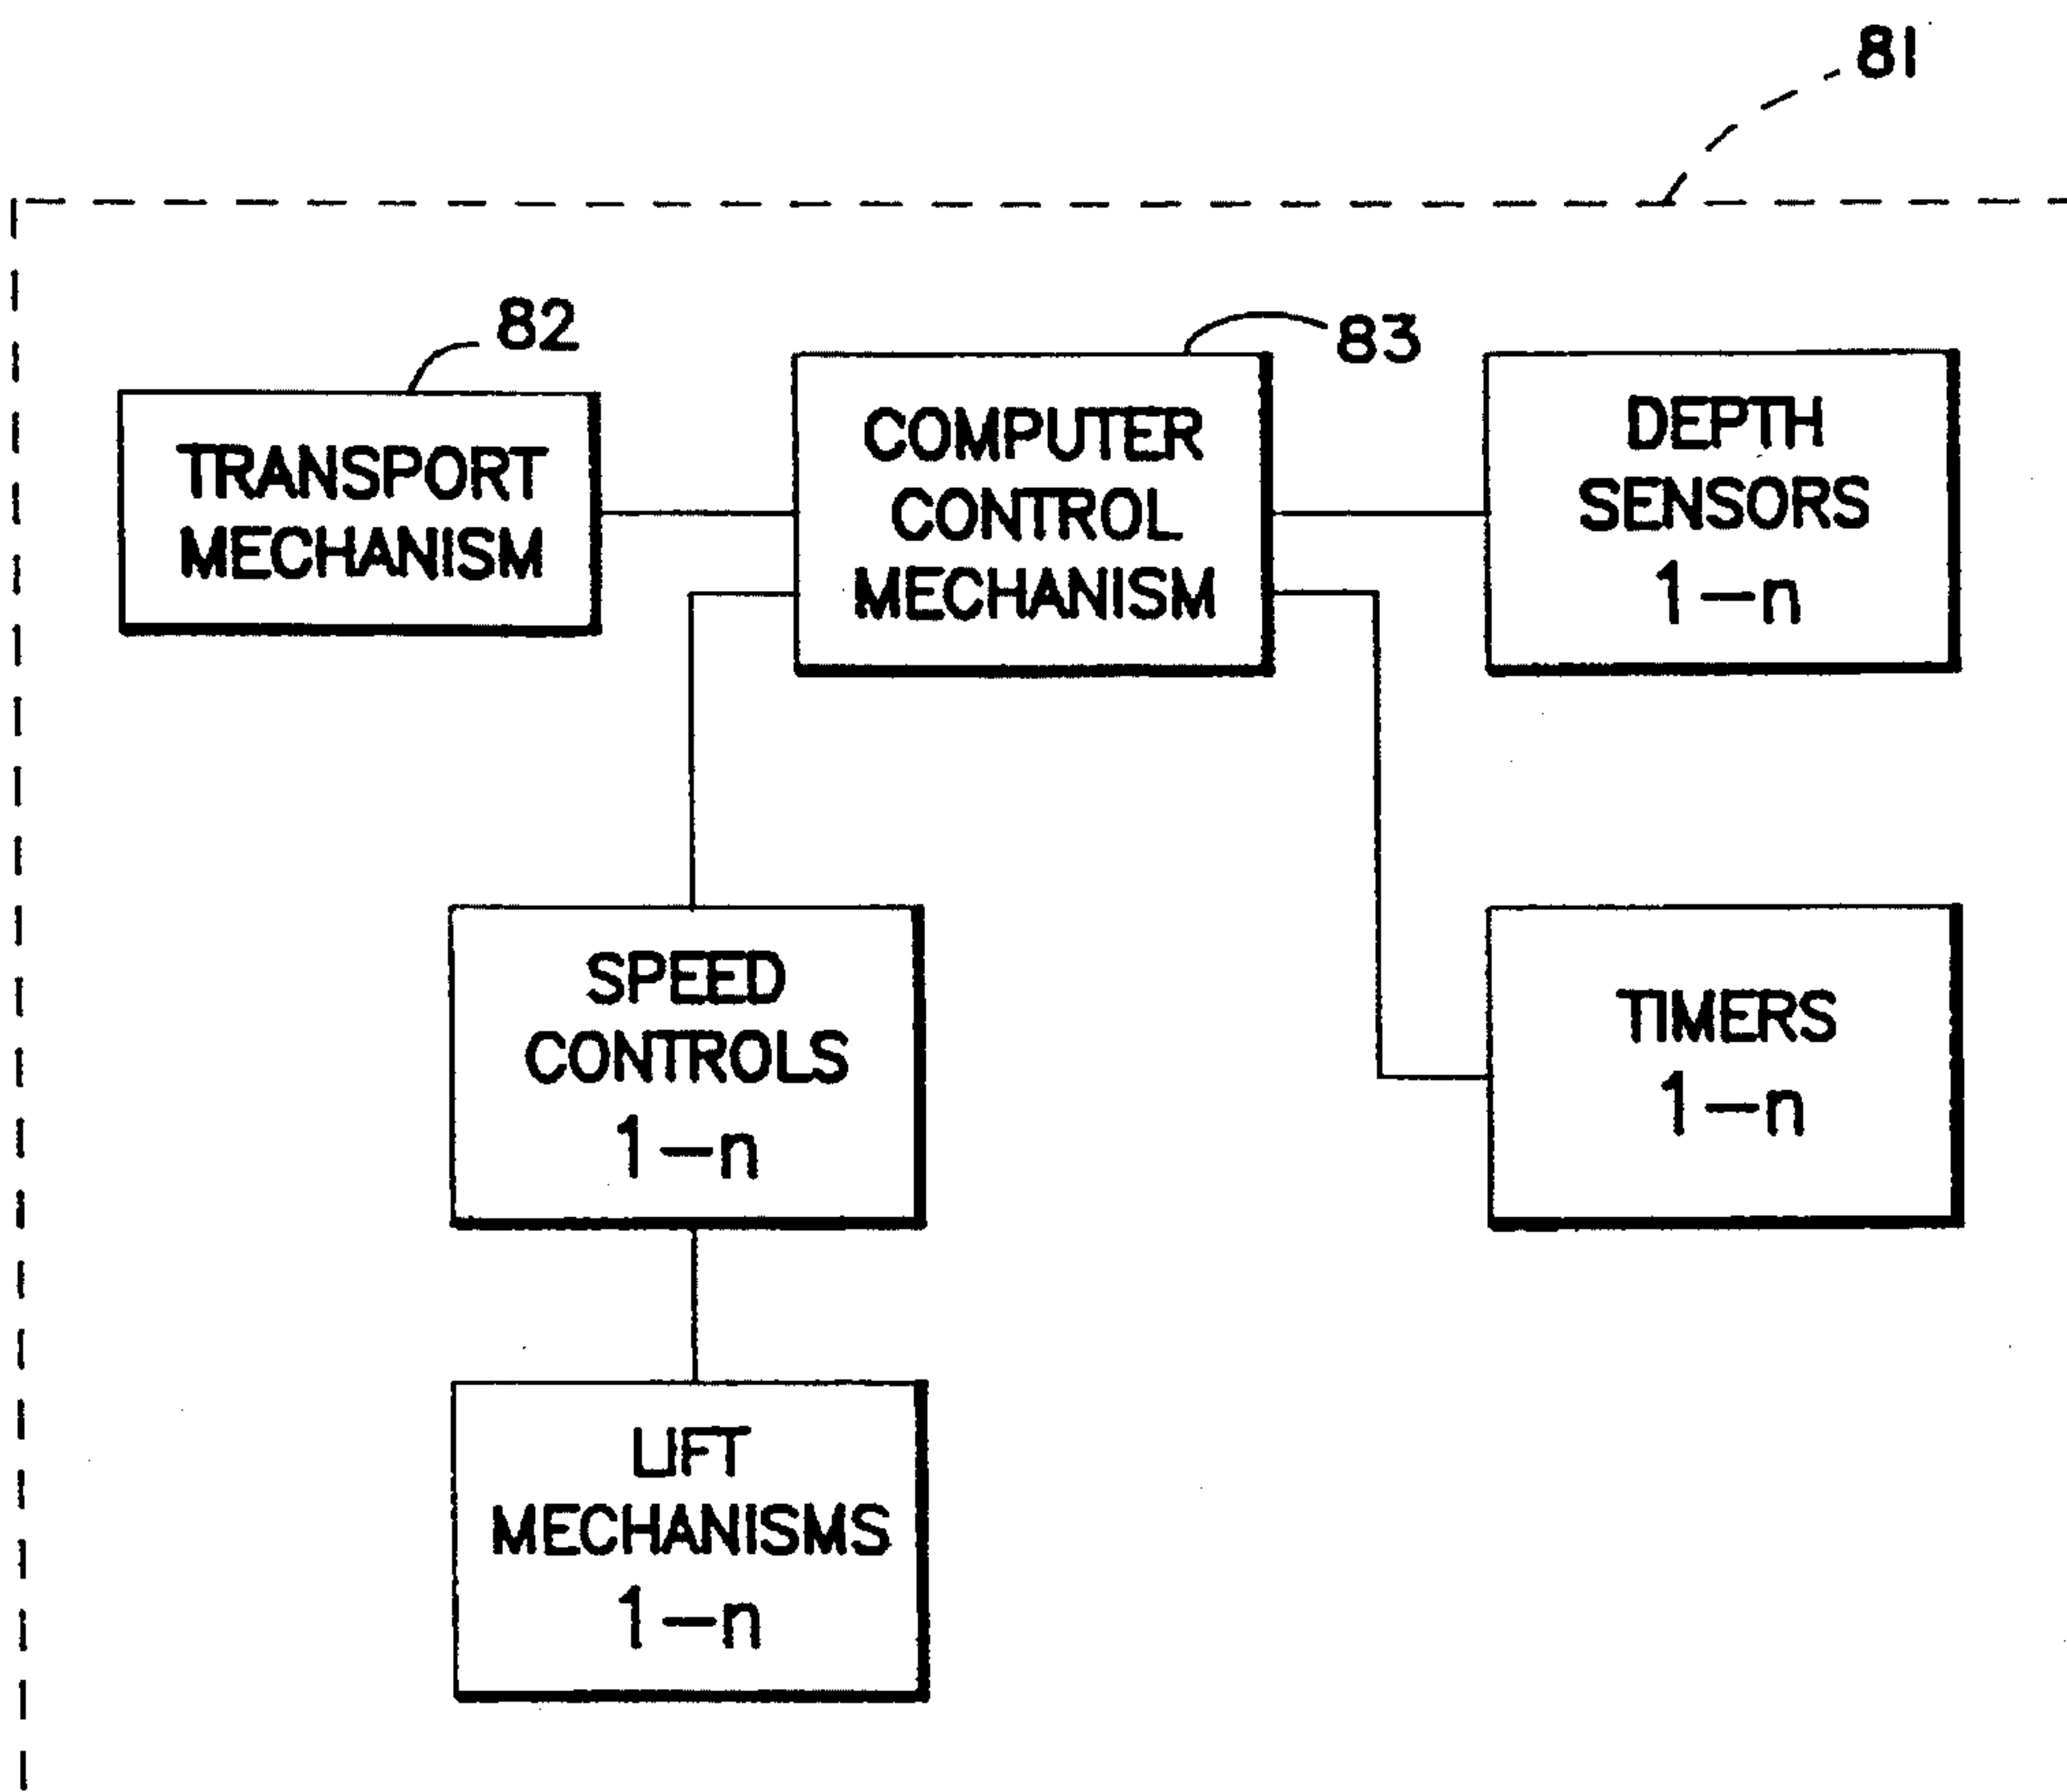 81
82
83
TRANSPORT
MECHANISM
COMPUTER
CONTROL
MECHANISM
DEPTH
SENSORS
1-n
SPEED
CONTROLS
1-n
TIMERS
1-n
LIFT
MECHANISMS
1-n